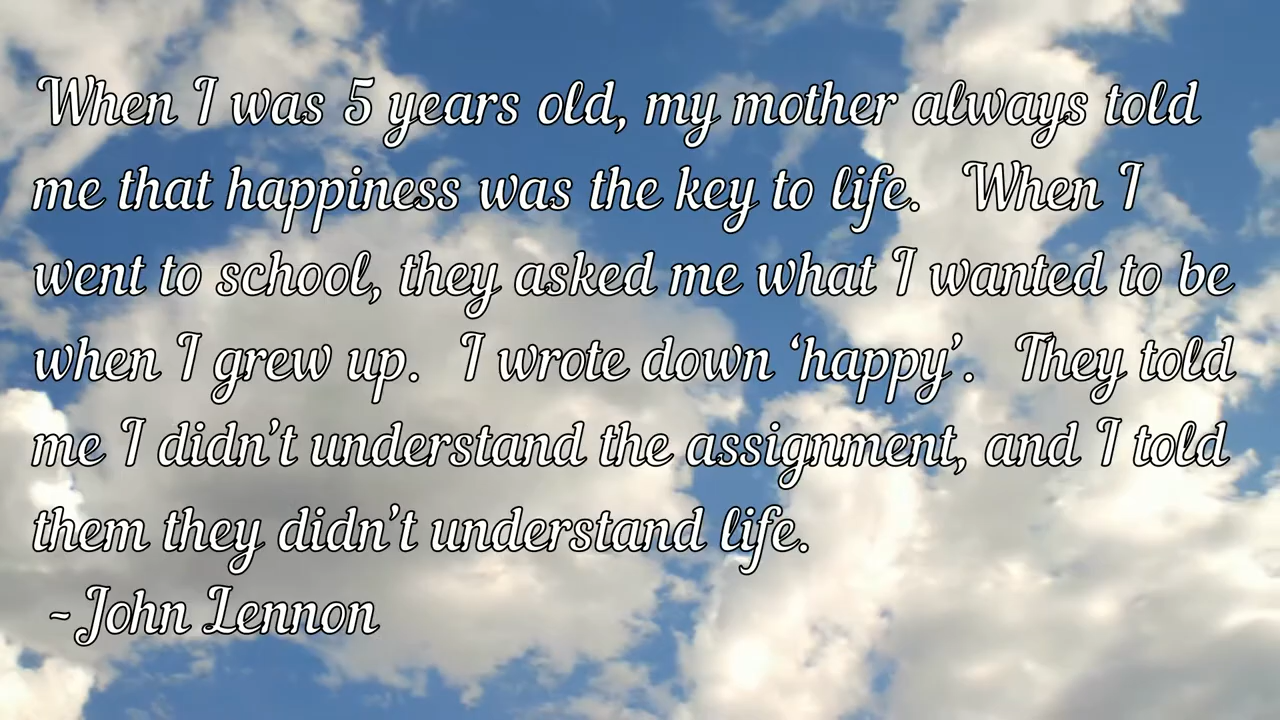 When I was 5 years old, my mother always told
me that happiness was the key to life.  When I
went to school, they asked me what I wanted to be
when I grew up.  I wrote down ‘happy’.  They told
me I didn’t understand the assignment, and I told
them they didn’t understand life.
~John Lennon